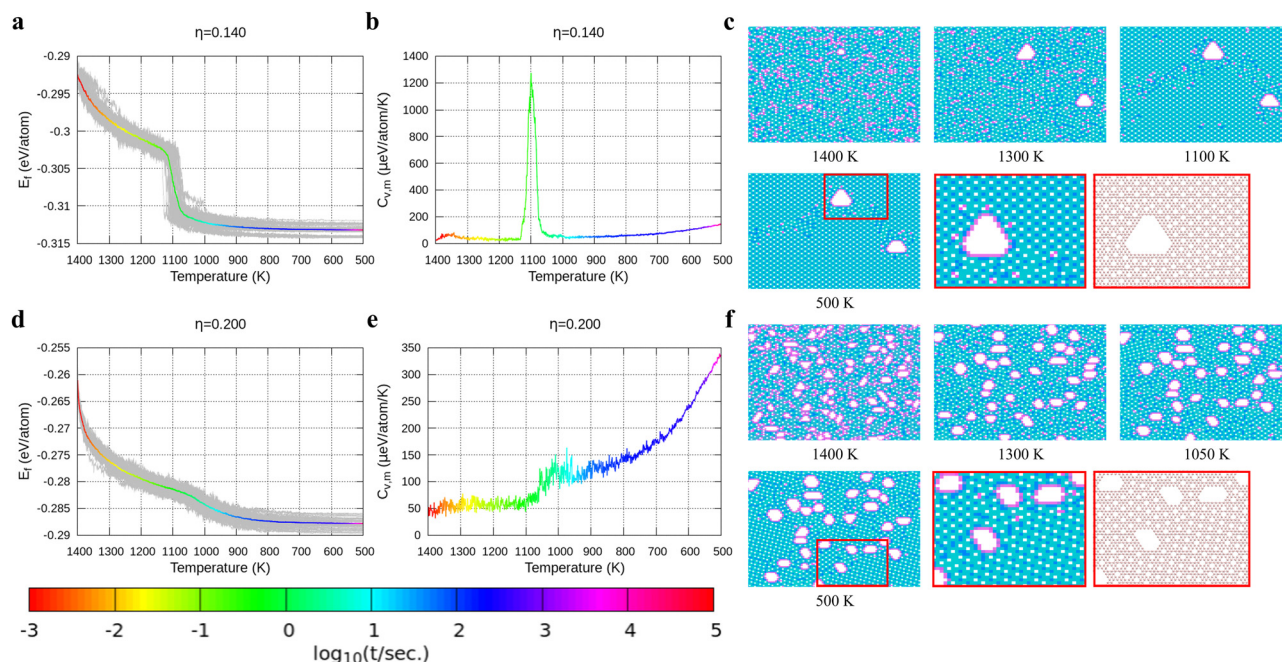 a
η=0.140
-0.29
-0.295
-0.3
-0.305
-0.31
-0.315
E_f (eV/atom)
1400 1300 1200 1100 1000 900 800 700 600 500
Temperature (K)
b
η=0.140
1400
1200
1000
800
600
400
200
0
C_v,m (μeV/atom/K)
1400 1300 1200 1100 1000 900 800 700 600 500
Temperature (K)
c
1400 K 1300 K 1100 K
500 K
d
η=0.200
-0.255
-0.26
-0.265
-0.27
-0.275
-0.28
-0.285
-0.29
E_f (eV/atom)
1400 1300 1200 1100 1000 900 800 700 600 500
Temperature (K)
e
η=0.200
350
300
250
200
150
100
50
0
C_v,m (μeV/atom/K)
1400 1300 1200 1100 1000 900 800 700 600 500
Temperature (K)
f
1400 K 1300 K 1050 K
500 K
-3 -2 -1 0 1 2 3 4 5
log₁₀(t/sec.)